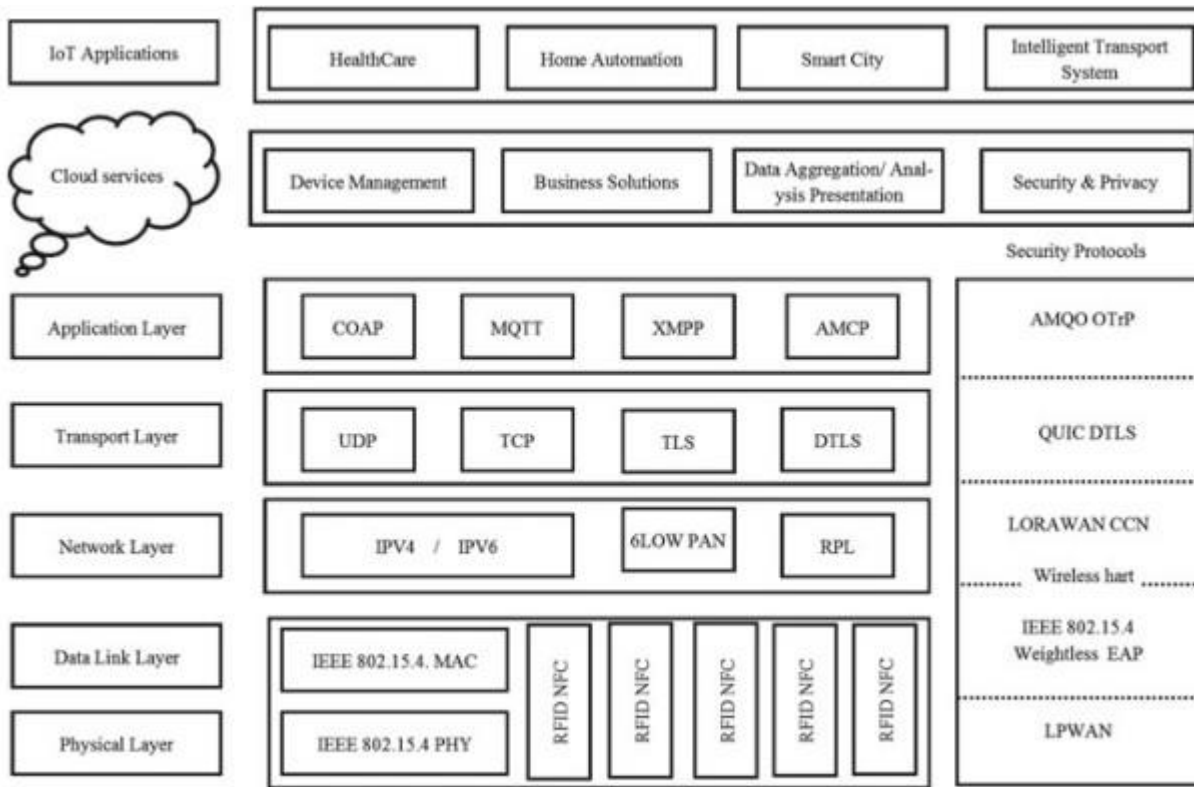 IoT Applications
HealthCare
Home Automation
Smart City
Intelligent Transport
System
Cloud services
Device Management
Business Solutions
Data Aggregation/ Anal-
ysis Presentation
Security & Privacy
Security Protocols
Application Layer
COAP
MQTT
XMPP
AMCP
AMQO OTrP
Transport Layer
UDP
TCP
TLS
DTLS
QUIC DTLS
Network Layer
IPV4 / IPV6
6LOW PAN
RPL
LORAWAN CCN
Wireless hart
Data Link Layer
IEEE 802.15.4. MAC
RFID NFC
RFID NFC
RFID NFC
RFID NFC
RFID NFC
IEEE 802.15.4
Weightless EAP
Physical Layer
IEEE 802.15.4 PHY
LPWAN